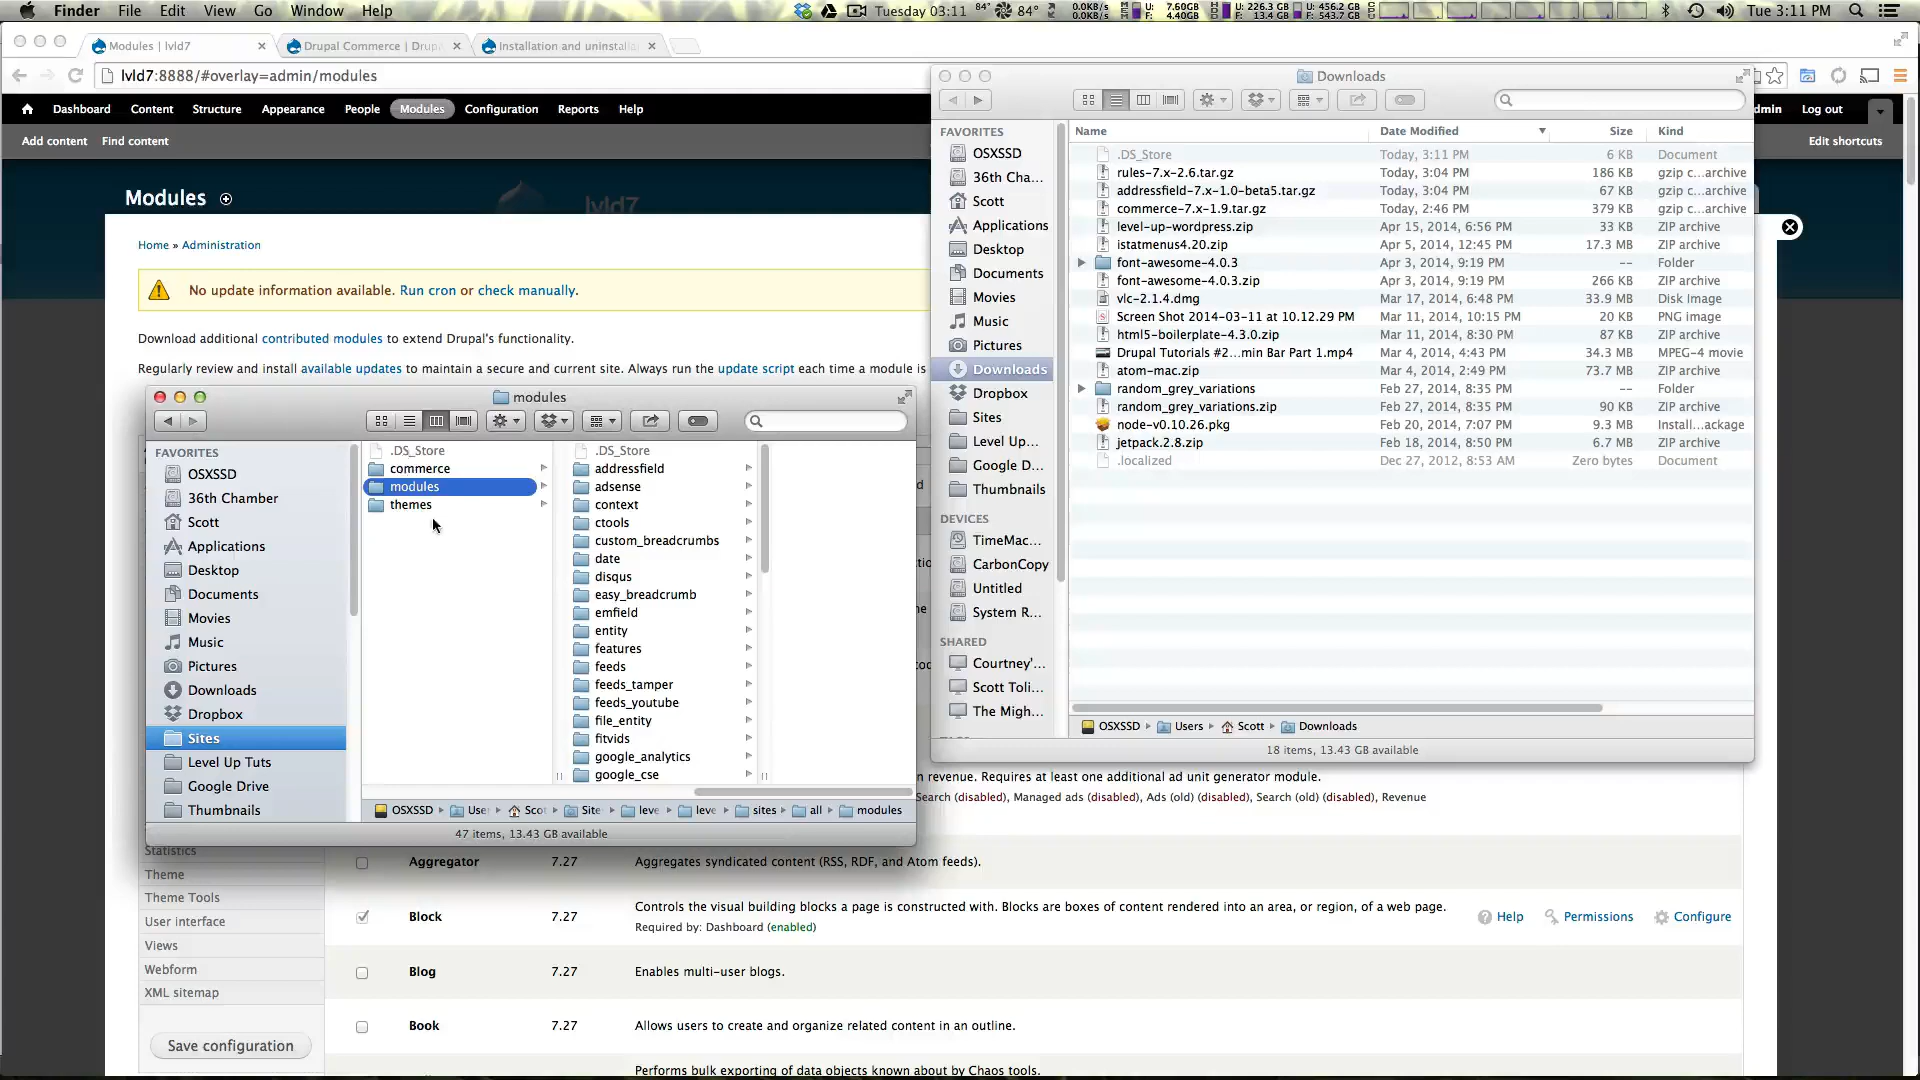 Finder File Edit View Go Window Help
Tuesday 03:11 84° 84° 0.0KB/s 0.0KB/s U: 7.60GB F: 4.40GB U: 226.3 GB F: 13.4 GB U: 456.2 GB F: 543.7 GB Tue 3:11 PM
Modules | lvld7 Drupal Commerce | Drup Installation and uninstalla
lvld7:8888/#overlay=admin/modules
Dashboard Content Structure Appearance People Modules Configuration Reports Help
dmin Log out
Add content Find content
Edit shortcuts
lvld7
Modules
Home » Administration
No update information available. Run cron or check manually.
Download additional contributed modules to extend Drupal's functionality.
Regularly review and install available updates to maintain a secure and current site. Always run the update script each time a module is
Downloads
FAVORITES
OSXSSD
36th Cha...
Scott
Applications
Desktop
Documents
Movies
Music
Pictures
Downloads
Dropbox
Sites
Level Up...
Google D...
Thumbnails
DEVICES
TimeMac...
CarbonCopy
Untitled
System R...
SHARED
Courtney'...
Scott Toli...
The Migh...
Name Date Modified Size Kind
.DS_Store Today, 3:11 PM 6 KB Document
rules-7.x-2.6.tar.gz Today, 3:04 PM 186 KB gzip c...archive
addressfield-7.x-1.0-beta5.tar.gz Today, 3:04 PM 67 KB gzip c...archive
commerce-7.x-1.9.tar.gz Today, 2:46 PM 379 KB gzip c...archive
level-up-wordpress.zip Apr 15, 2014, 6:56 PM 33 KB ZIP archive
istatmenus4.20.zip Apr 5, 2014, 12:45 PM 17.3 MB ZIP archive
font-awesome-4.0.3 Apr 3, 2014, 9:19 PM -- Folder
font-awesome-4.0.3.zip Apr 3, 2014, 9:19 PM 266 KB ZIP archive
vlc-2.1.4.dmg Mar 17, 2014, 6:48 PM 33.9 MB Disk Image
Screen Shot 2014-03-11 at 10.12.29 PM Mar 11, 2014, 10:15 PM 20 KB PNG image
html5-boilerplate-4.3.0.zip Mar 11, 2014, 8:30 PM 87 KB ZIP archive
Drupal Tutorials #2...min Bar Part 1.mp4 Mar 4, 2014, 4:43 PM 34.3 MB MPEG-4 movie
atom-mac.zip Mar 4, 2014, 2:49 PM 73.7 MB ZIP archive
random_grey_variations Feb 27, 2014, 8:35 PM -- Folder
random_grey_variations.zip Feb 27, 2014, 8:35 PM 90 KB ZIP archive
node-v0.10.26.pkg Feb 20, 2014, 7:07 PM 9.3 MB Install...ackage
jetpack.2.8.zip Feb 18, 2014, 8:50 PM 6.7 MB ZIP archive
.localized Dec 27, 2012, 8:53 AM Zero bytes Document
OSXSSD Users Scott Downloads
18 items, 13.43 GB available
modules
FAVORITES
OSXSSD
36th Chamber
Scott
Applications
Desktop
Documents
Movies
Music
Pictures
Downloads
Dropbox
Sites
Level Up Tuts
Google Drive
Thumbnails
.DS_Store
commerce
modules
themes
.DS_Store
addressfield
adsense
context
ctools
custom_breadcrumbs
date
disqus
easy_breadcrumb
emfield
entity
features
feeds
feeds_tamper
feeds_youtube
file_entity
fitvids
google_analytics
google_cse
OSXSSD User Scot Site leve leve sites all modules
47 items, 13.43 GB available
n revenue. Requires at least one additional ad unit generator module.
Search (disabled), Managed ads (disabled), Ads (old) (disabled), Search (old) (disabled), Revenue
Statistics
Theme
Theme Tools
User interface
Views
Webform
XML sitemap
Save configuration
Aggregator 7.27 Aggregates syndicated content (RSS, RDF, and Atom feeds).
Block 7.27 Controls the visual building blocks a page is constructed with. Blocks are boxes of content rendered into an area, or region, of a web page.
Required by: Dashboard (enabled)
Help Permissions Configure
Blog 7.27 Enables multi-user blogs.
Book 7.27 Allows users to create and organize related content in an outline.
Performs bulk exporting of data objects known about by Chaos tools.